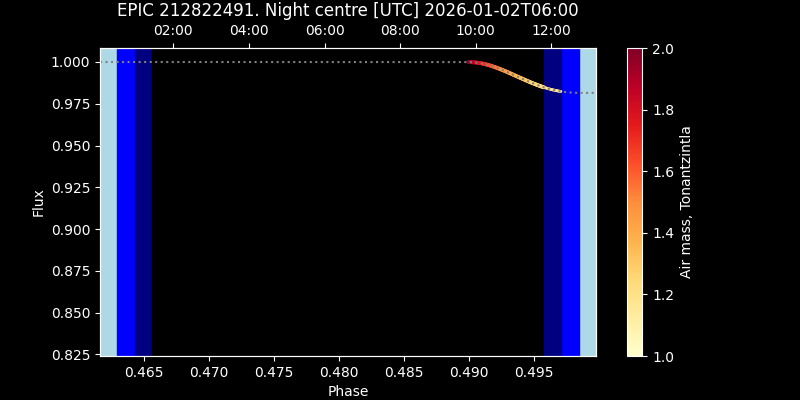 EPIC 212822491. Night centre [UTC] 2026-01-02T06:00
02:00 04:00 06:00 08:00 10:00 12:00
1.000
0.975
0.950
0.925
0.900
0.875
0.850
0.825
Flux
0.465 0.470 0.475 0.480 0.485 0.490 0.495
Phase
2.0
1.8
1.6
1.4
1.2
1.0
Air mass, Tonantzintla